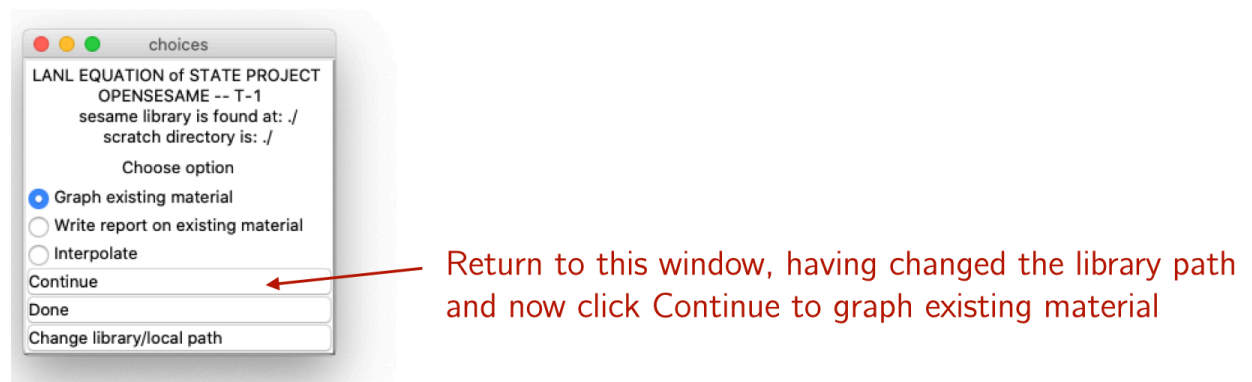 choices
LANL EQUATION of STATE PROJECT
OPENSESAME -- T-1
sesame library is found at: ./
scratch directory is: ./
Choose option
Graph existing material
Write report on existing material
Interpolate
Continue
Done
Change library/local path
Return to this window, having changed the library path
and now click Continue to graph existing material